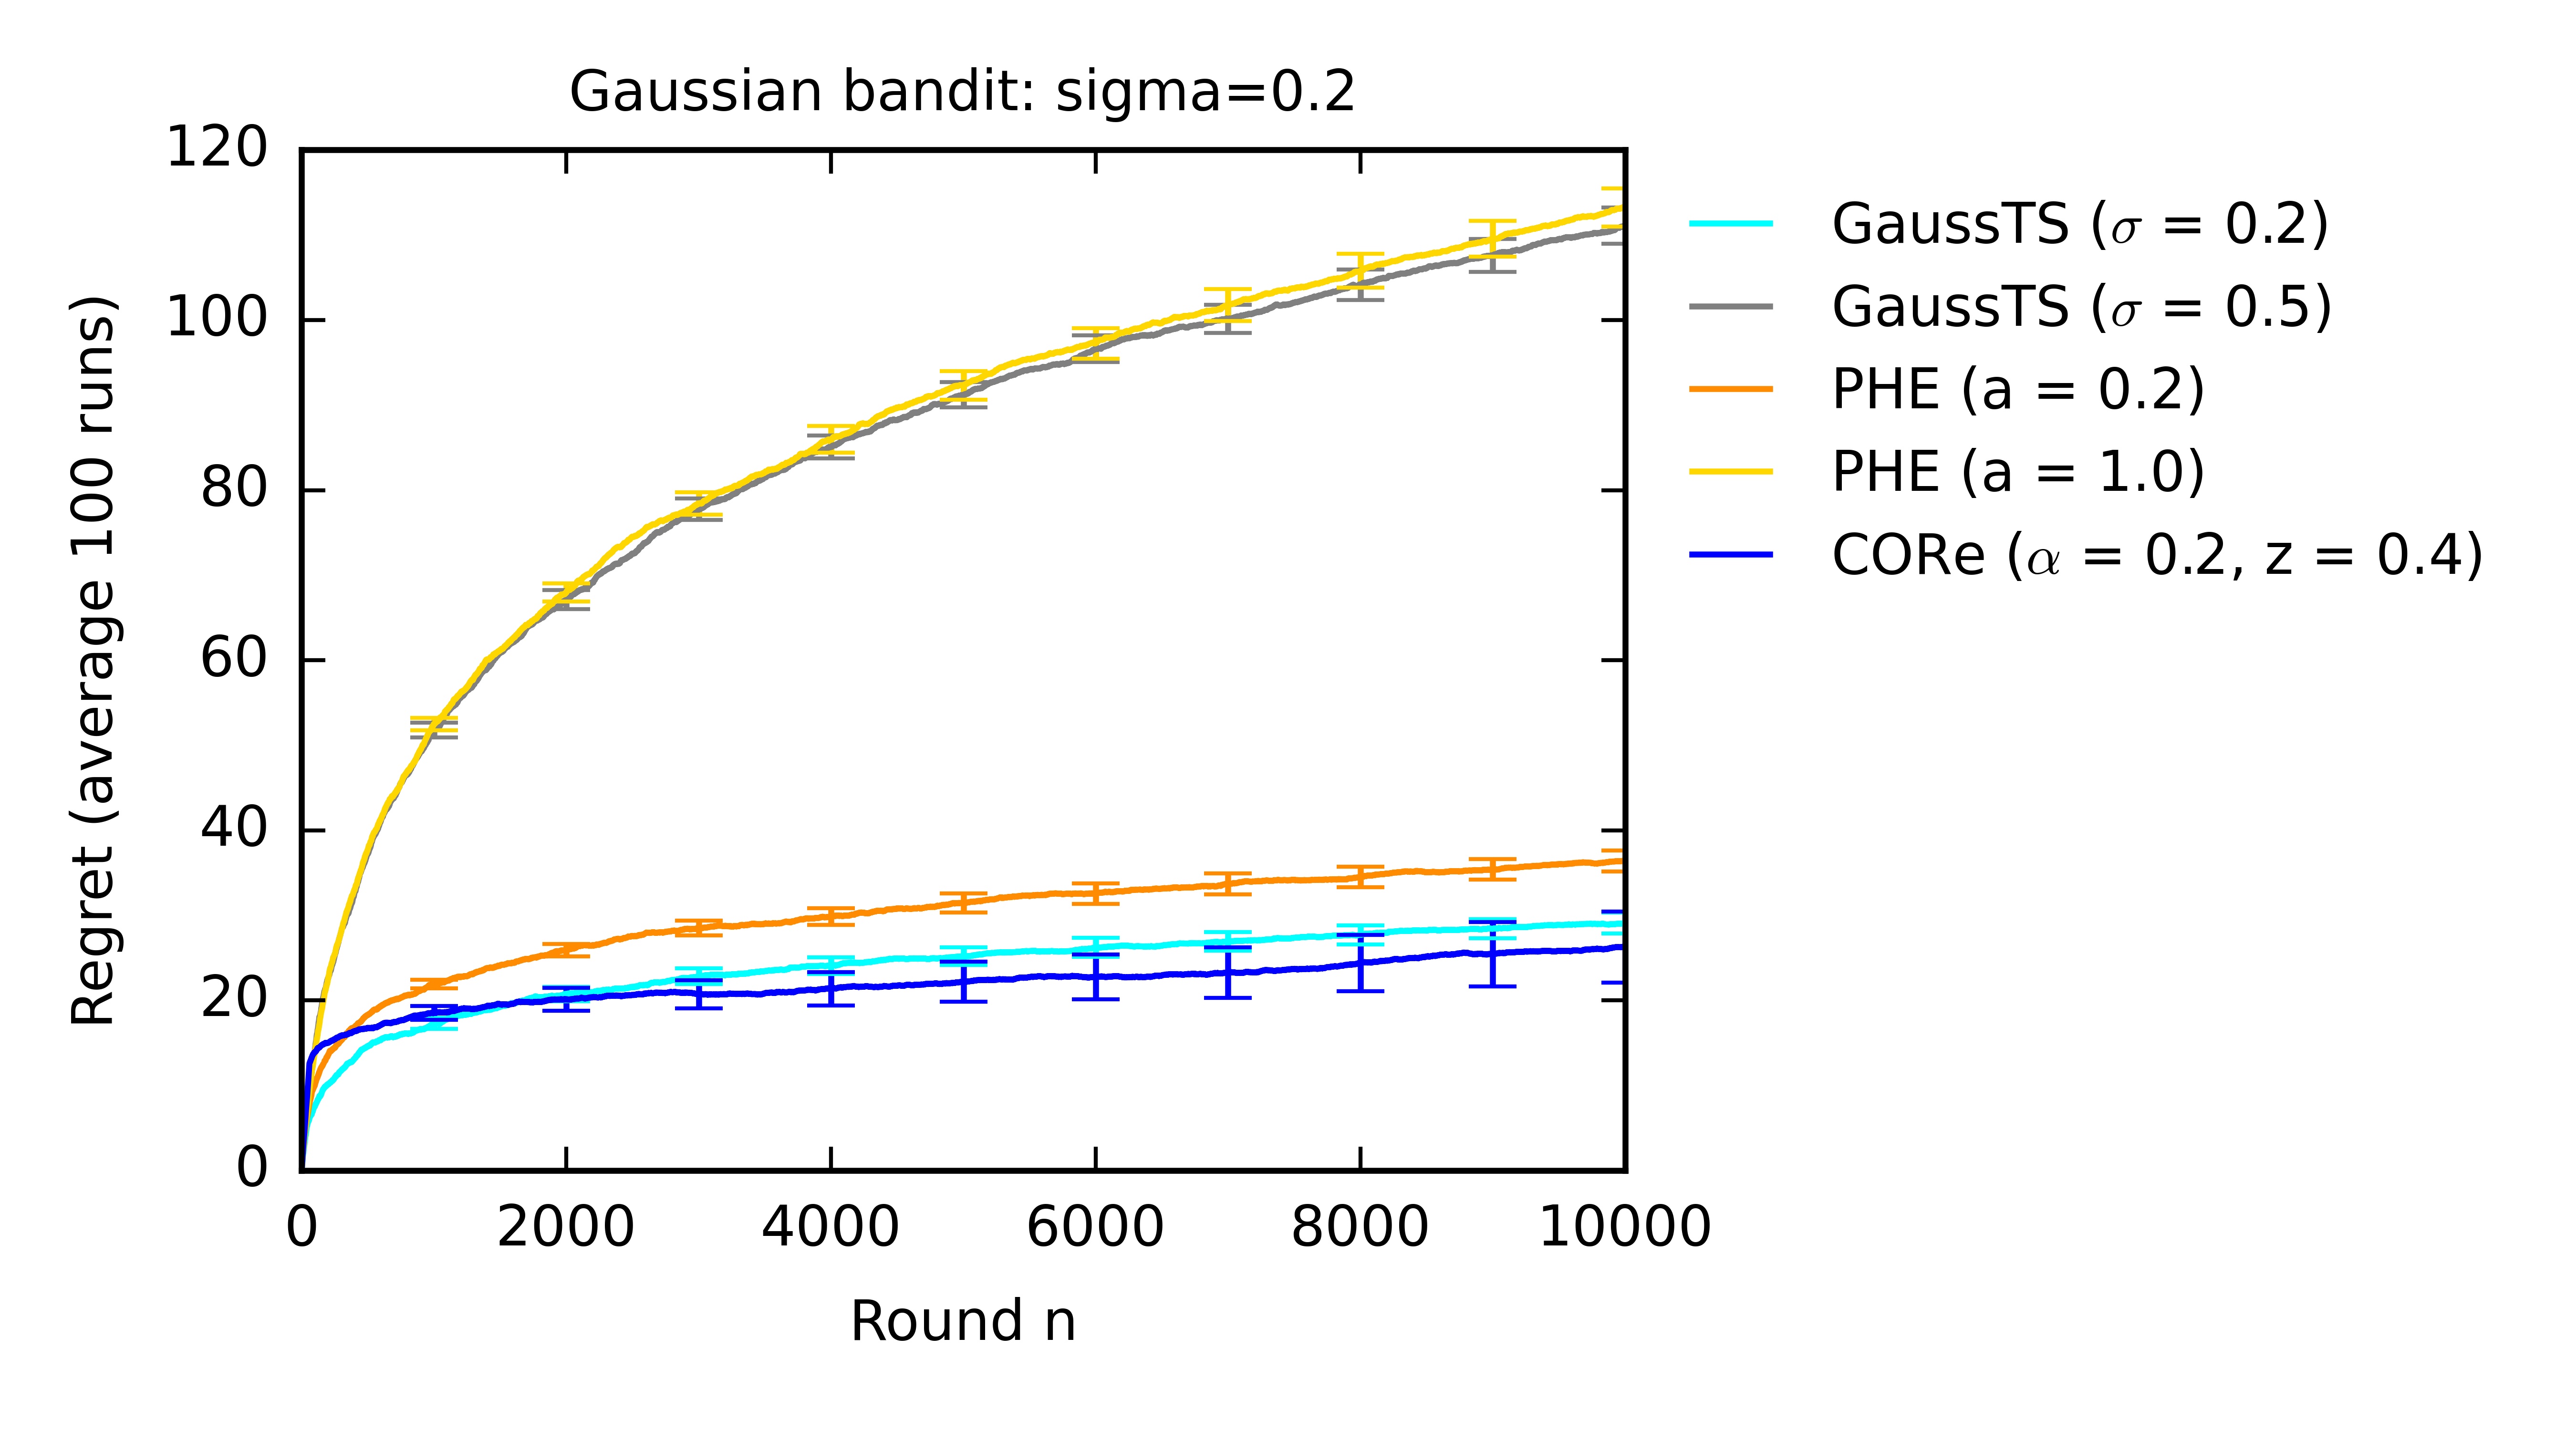 Gaussian bandit: sigma=0.2
120
100
80
60
40
20
0
Regret (average 100 runs)
0 2000 4000 6000 8000 10000
Round n
GaussTS (σ = 0.2)
GaussTS (σ = 0.5)
PHE (a = 0.2)
PHE (a = 1.0)
CORe (α = 0.2, z = 0.4)